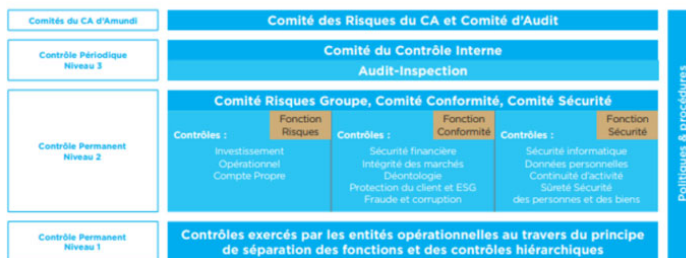 Comités du CA d'Amundi
Comité des Risques du CA et Comité d'Audit
Contrôle Périodique
Niveau 3
Comité du Contrôle Interne
Audit-Inspection
Contrôle Permanent
Niveau 2
Comité Risques Groupe, Comité Conformité, Comité Sécurité
Contrôles :
Fonction
Risques
Investissement
Opérationnel
Compte Propre
Contrôles :
Fonction
Conformité
Sécurité financière
Intégrité des marchés
Déontologie
Protection du client et ESG
Fraude et corruption
Contrôles :
Fonction
Sécurité
Sécurité informatique
Données personnelles
Continuité d'activité
Sûreté Sécurité
des personnes et des biens
Contrôle Permanent
Niveau 1
Contrôles exercés par les entités opérationnelles au travers du principe
de séparation des fonctions et des contrôles hiérarchiques
Politiques & procédures